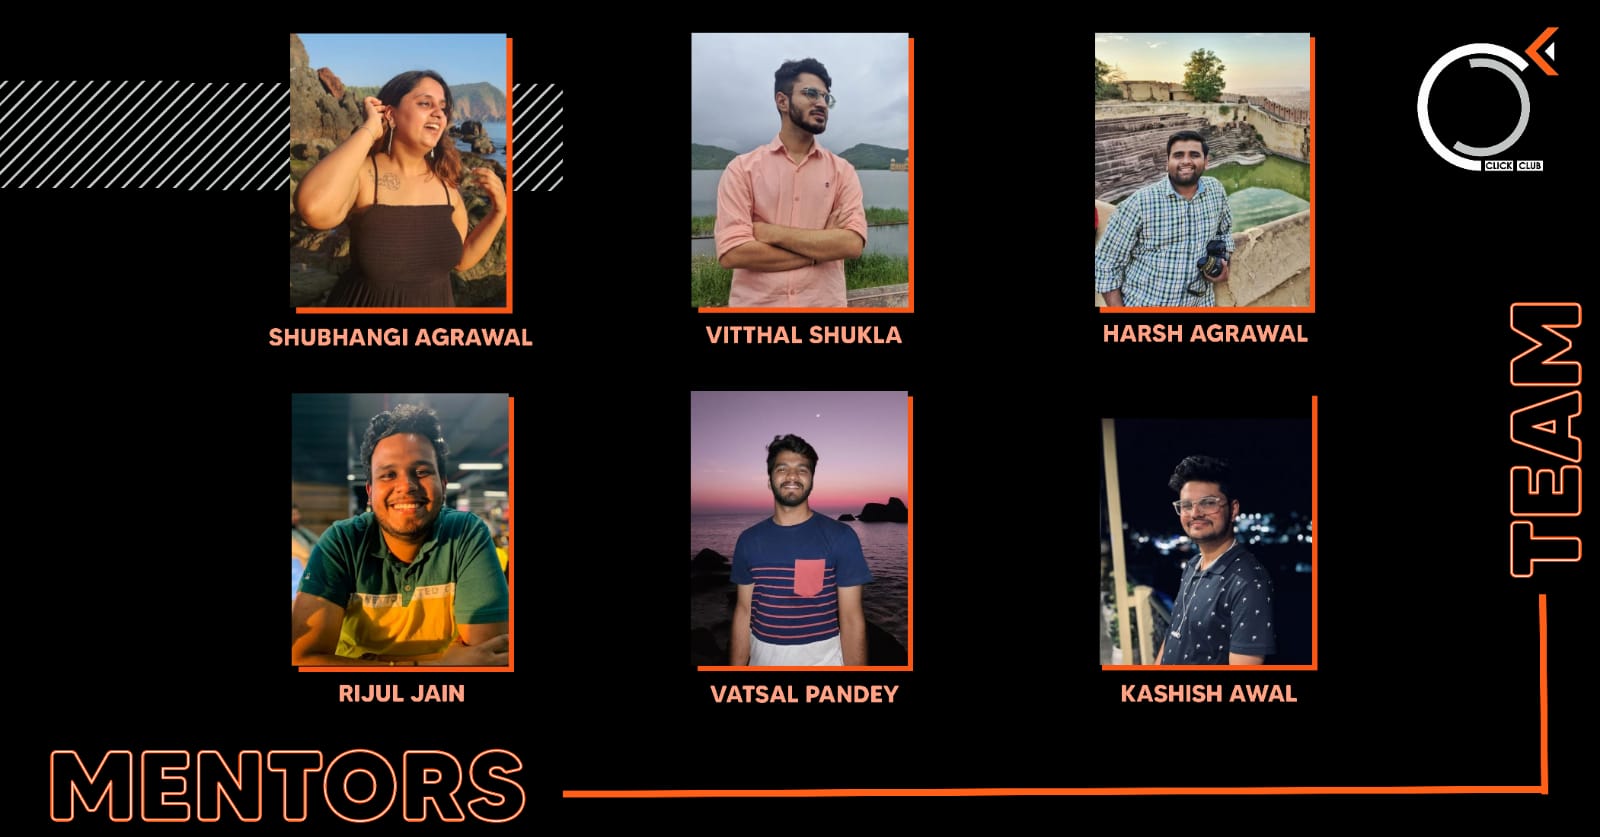 CLICK CLUB
SHUBHANGI AGRAWAL
VITTHAL SHUKLA
HARSH AGRAWAL
RIJUL JAIN
VATSAL PANDEY
KASHISH AWAL
TEAM
MENTORS